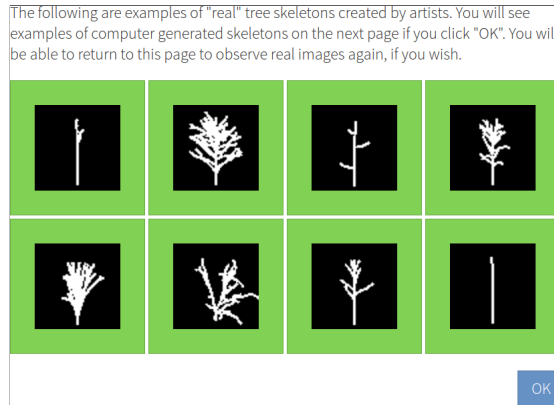 The following are examples of "real" tree skeletons created by artists. You will see
examples of computer generated skeletons on the next page if you click "OK". You wil
be able to return to this page to observe real images again, if you wish.
OK